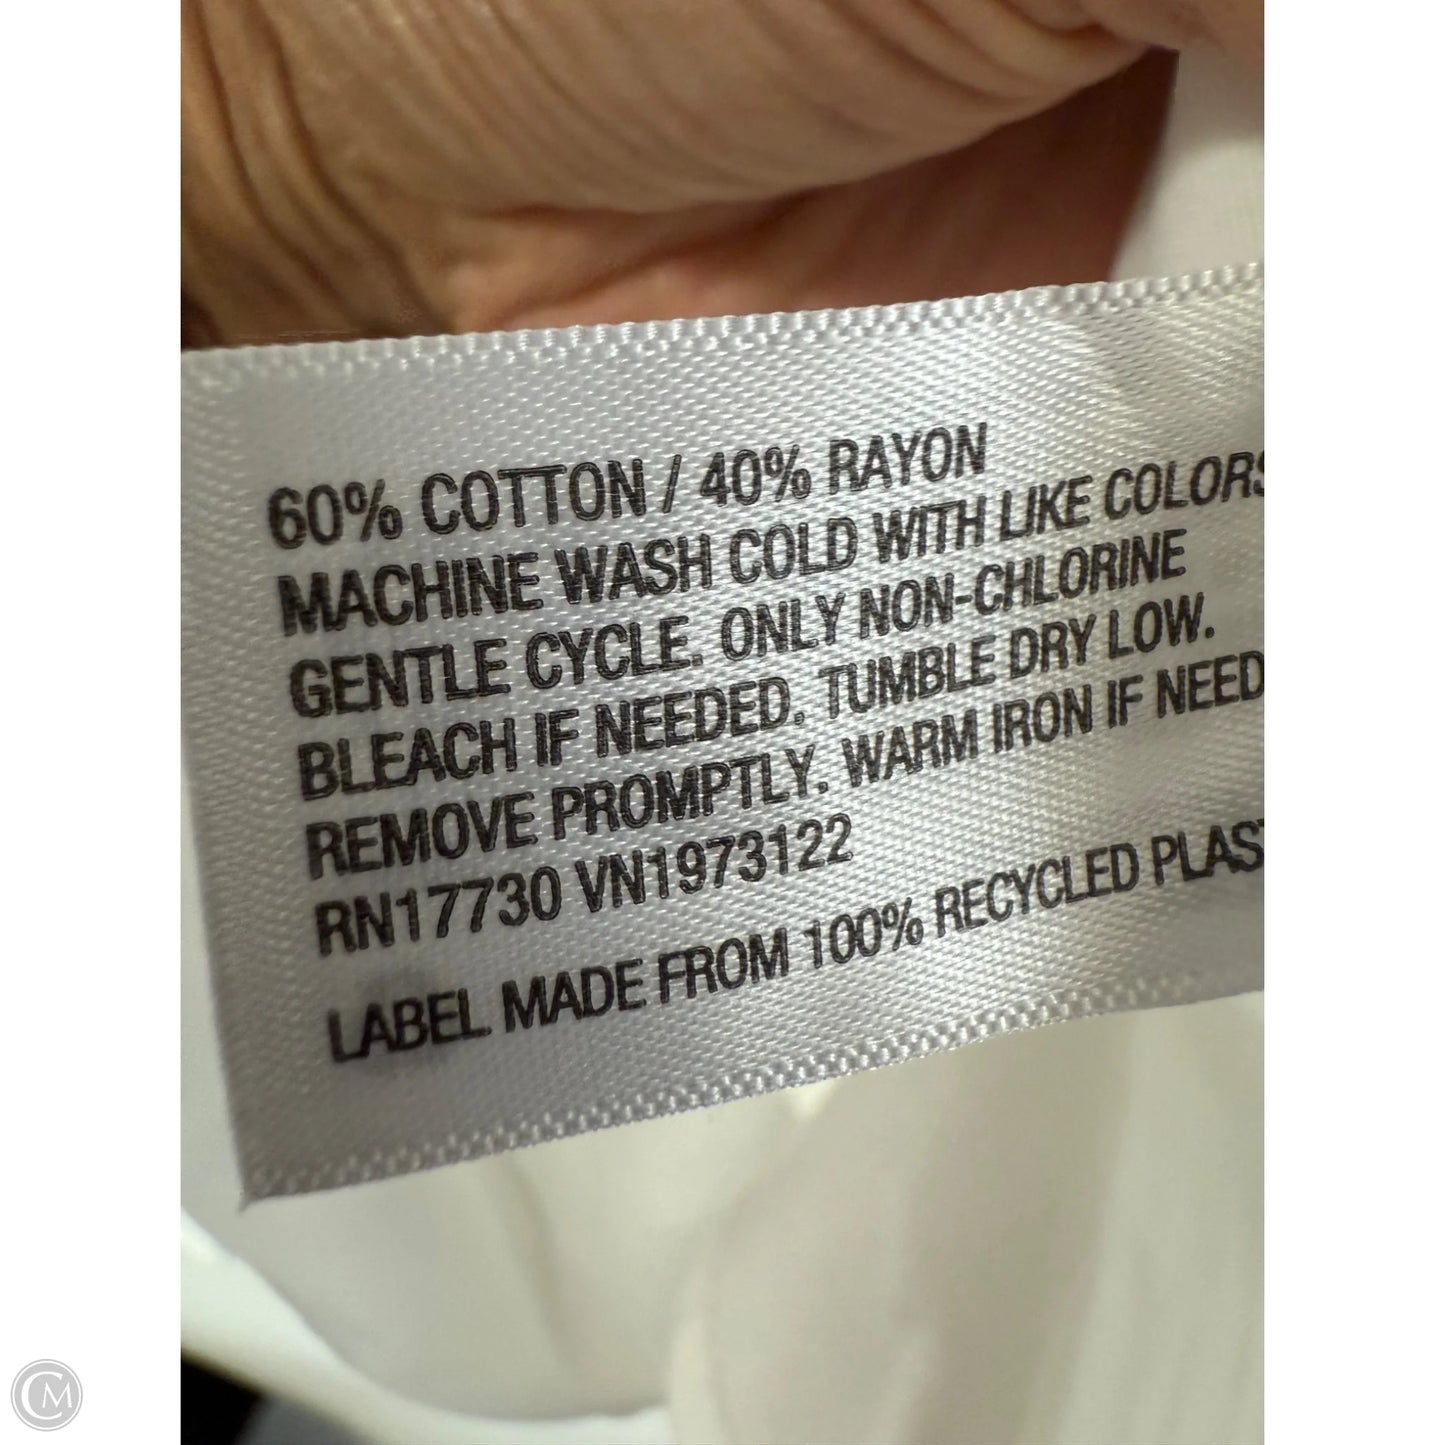 60% COTTON / 40% RAYON
MACHINE WASH COLD WITH LIKE COLORS
GENTLE CYCLE. ONLY NON-CHLORINE
BLEACH IF NEEDED. TUMBLE DRY LOW.
REMOVE PROMPTLY. WARM IRON IF NEED
RN17730 VN1973122
LABEL MADE FROM 100% RECYCLED PLAST
CM